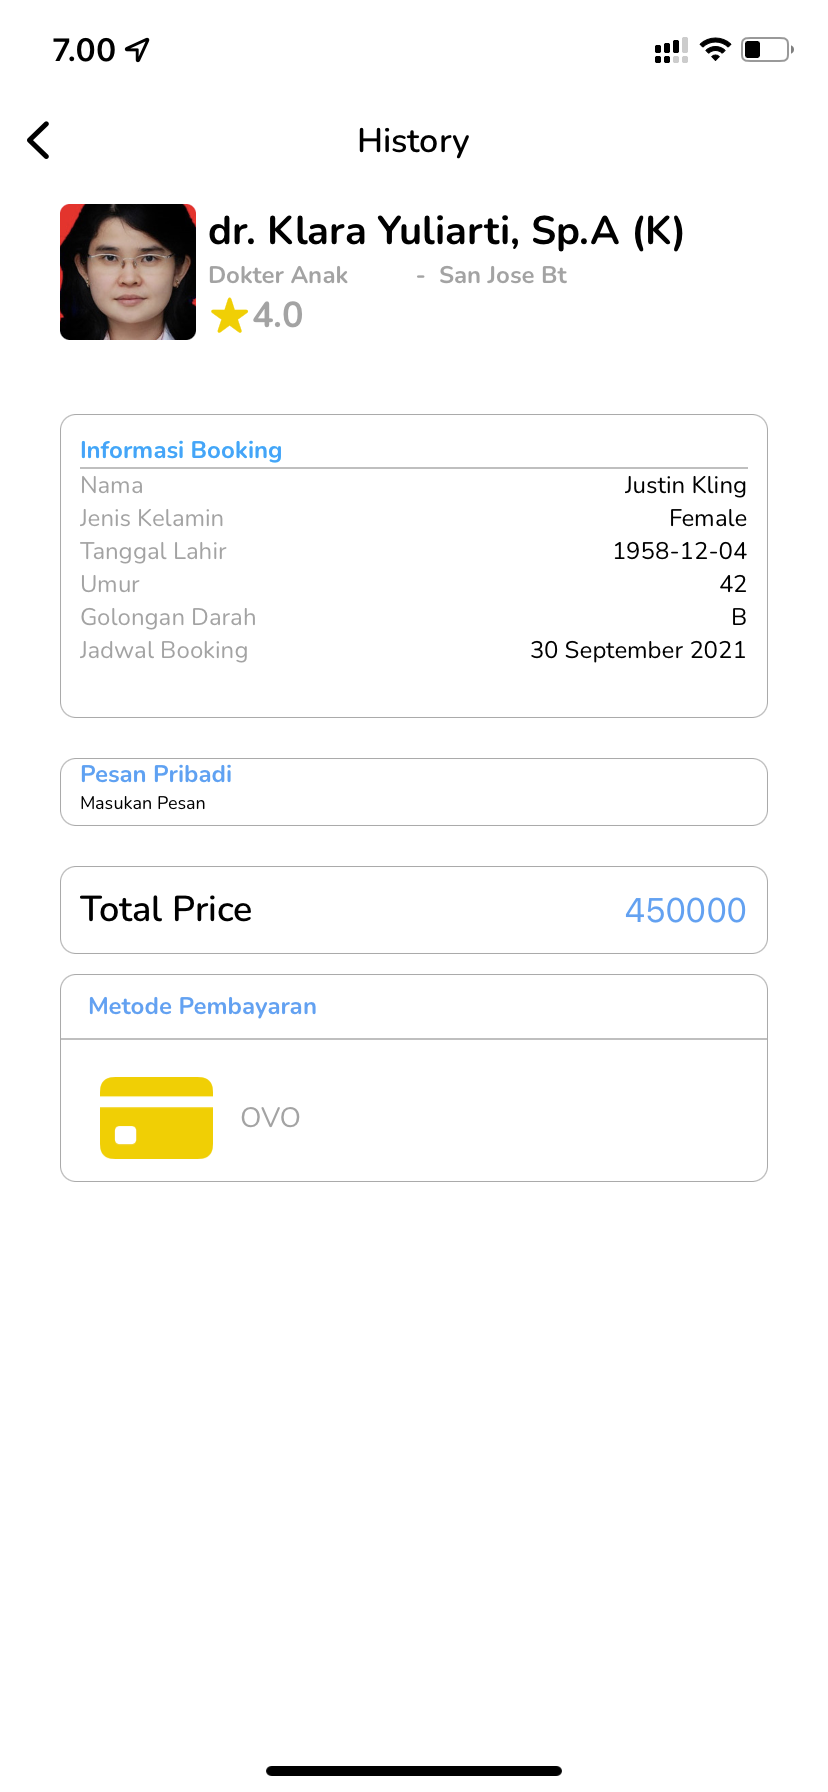 7.00
History
dr. Klara Yuliarti, Sp.A (K)
Dokter Anak - San Jose Bt
4.0
Informasi Booking
Nama Justin Kling
Jenis Kelamin Female
Tanggal Lahir 1958-12-04
Umur 42
Golongan Darah B
Jadwal Booking 30 September 2021
Pesan Pribadi
Masukan Pesan
Total Price 450000
Metode Pembayaran
OVO